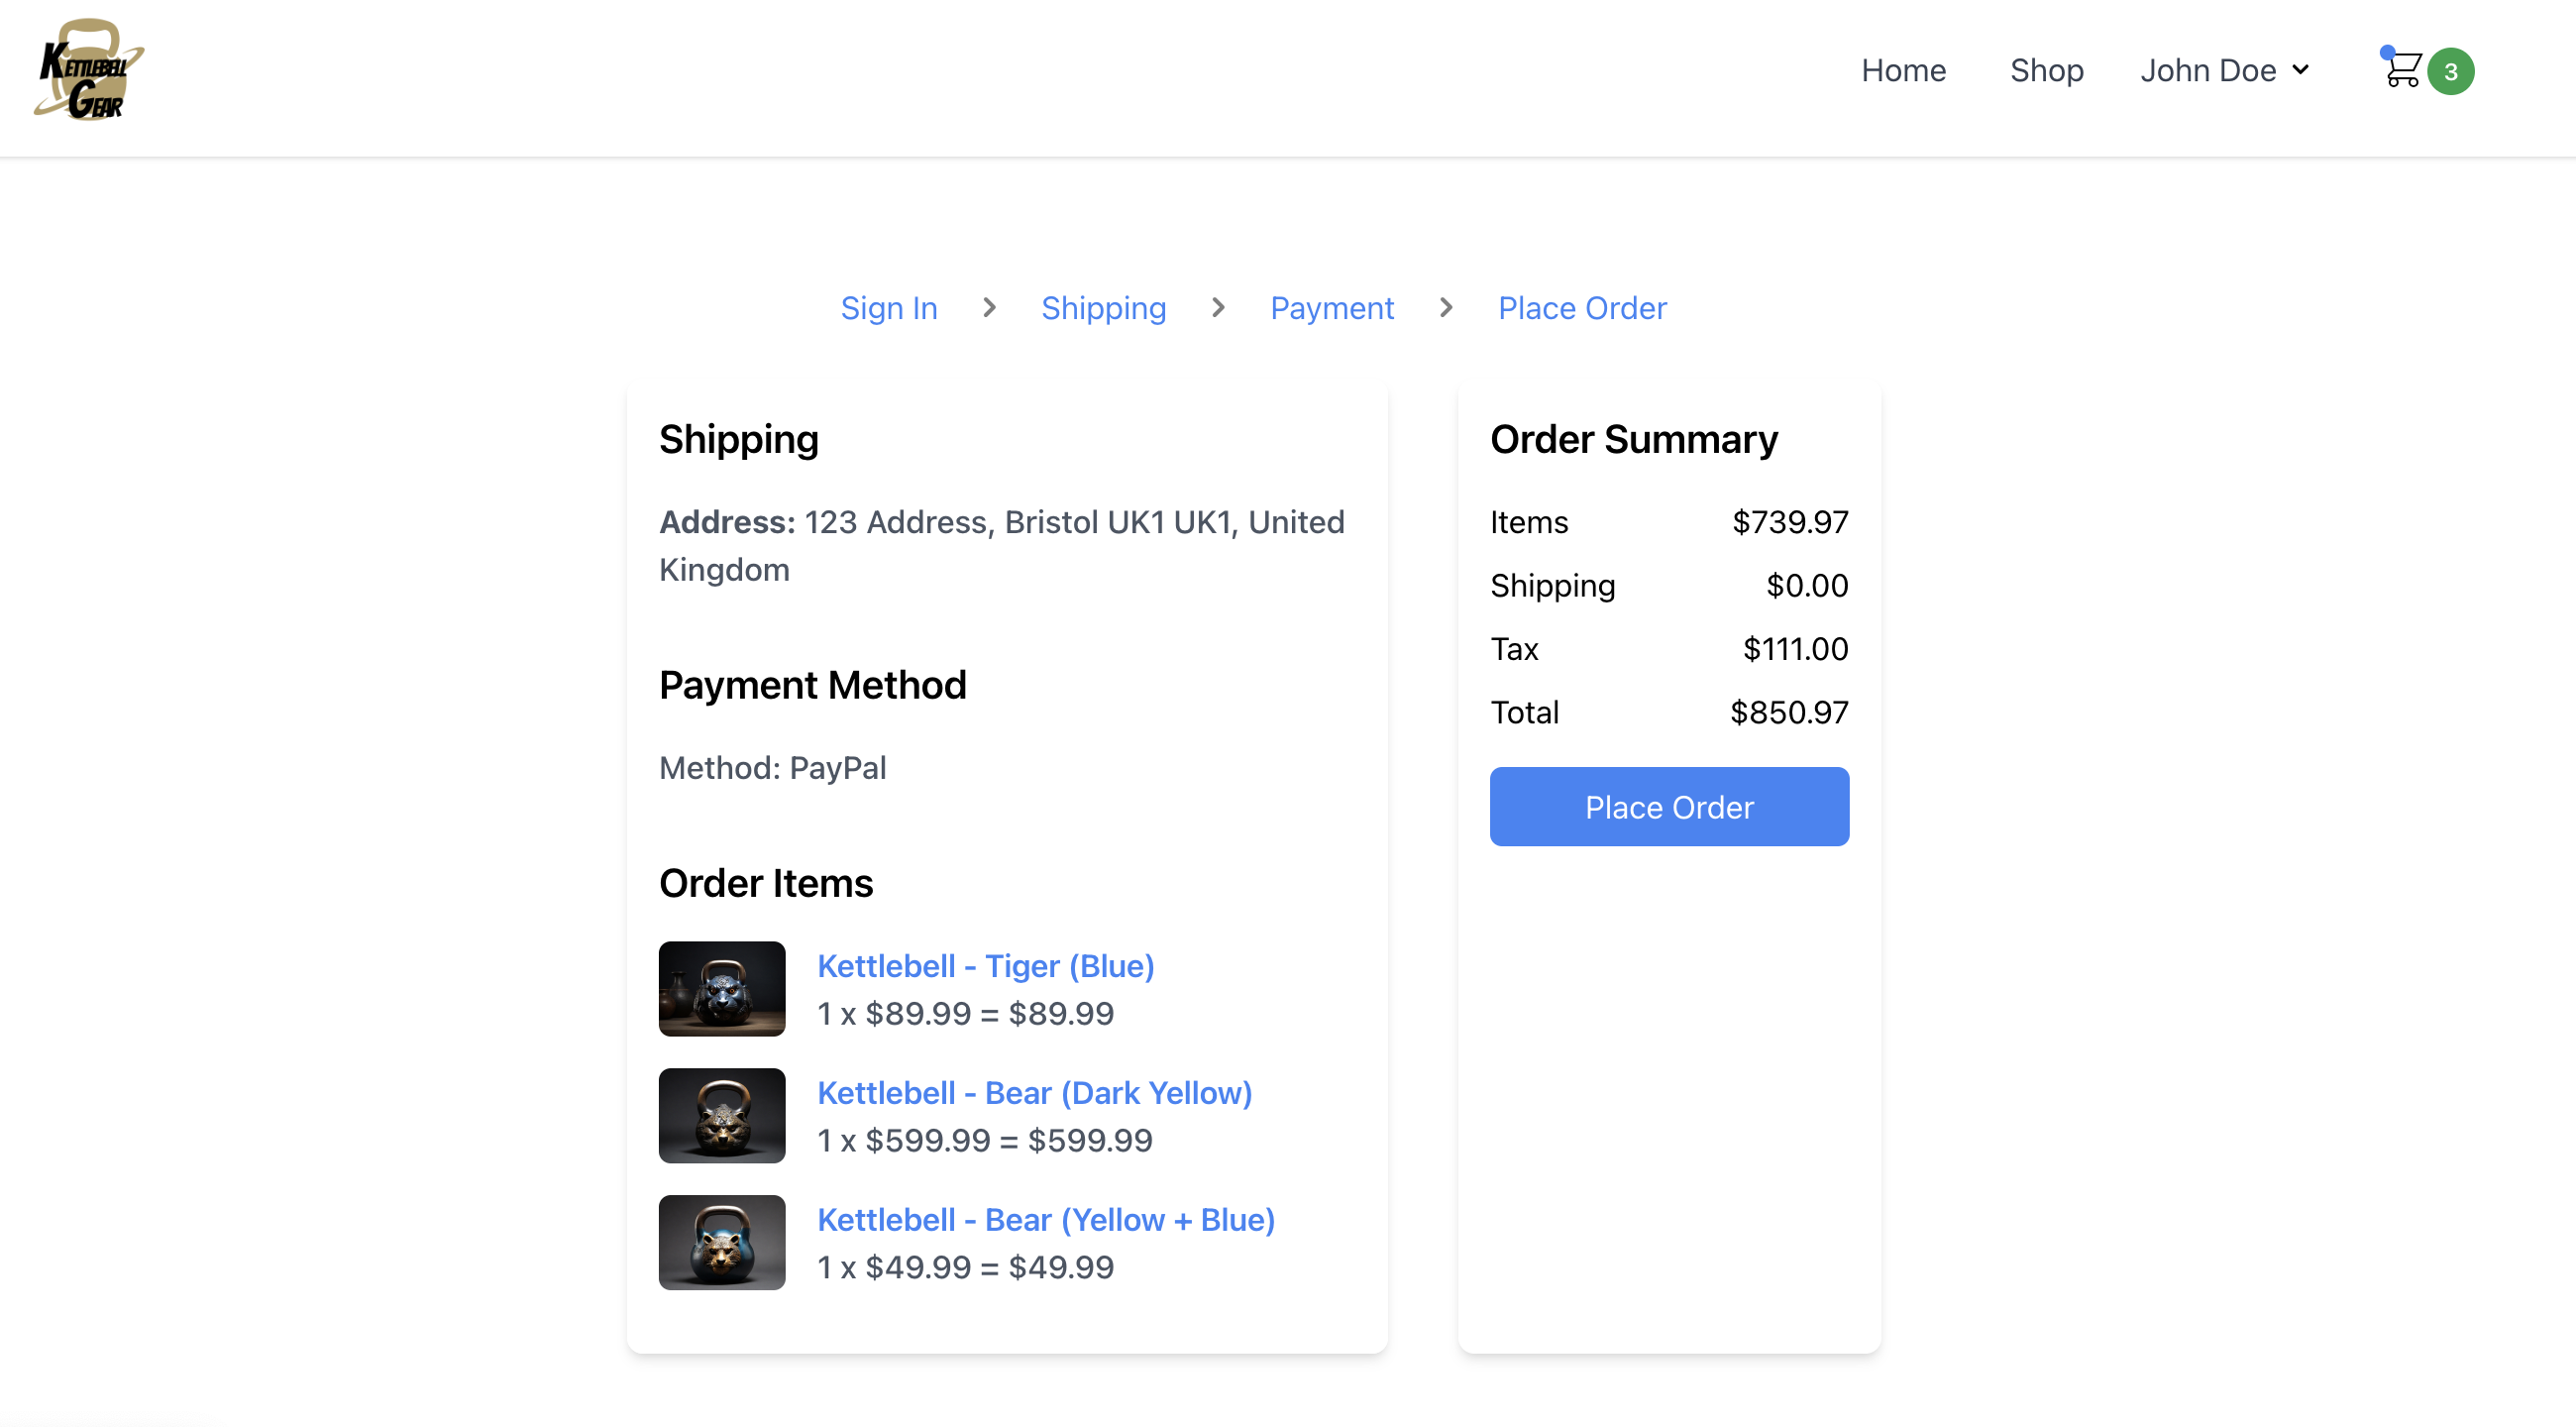 KETTLEBELL
GEAR
Home
Shop
John Doe
3
Sign In
Shipping
Payment
Place Order
Shipping
Address: 123 Address, Bristol UK1 UK1, United
Kingdom
Payment Method
Method: PayPal
Order Items
Kettlebell - Tiger (Blue)
1 x $89.99 = $89.99
Kettlebell - Bear (Dark Yellow)
1 x $599.99 = $599.99
Kettlebell - Bear (Yellow + Blue)
1 x $49.99 = $49.99
Order Summary
Items $739.97
Shipping $0.00
Tax $111.00
Total $850.97
Place Order